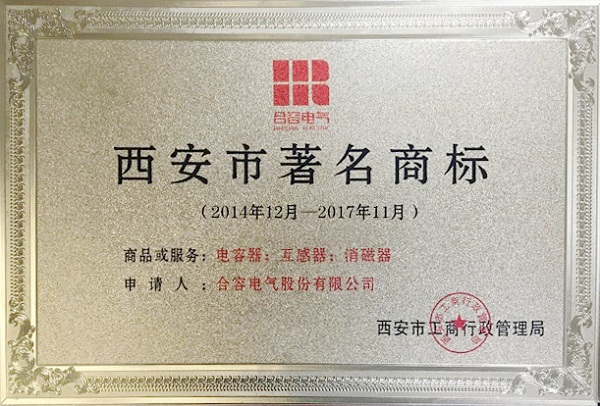 合容电气
西安市著名商标
（2014年12月—2017年11月）
商品或服务：电容器；互感器；消磁器
申请人：合容电气股份有限公司
西安市工商行政管理局